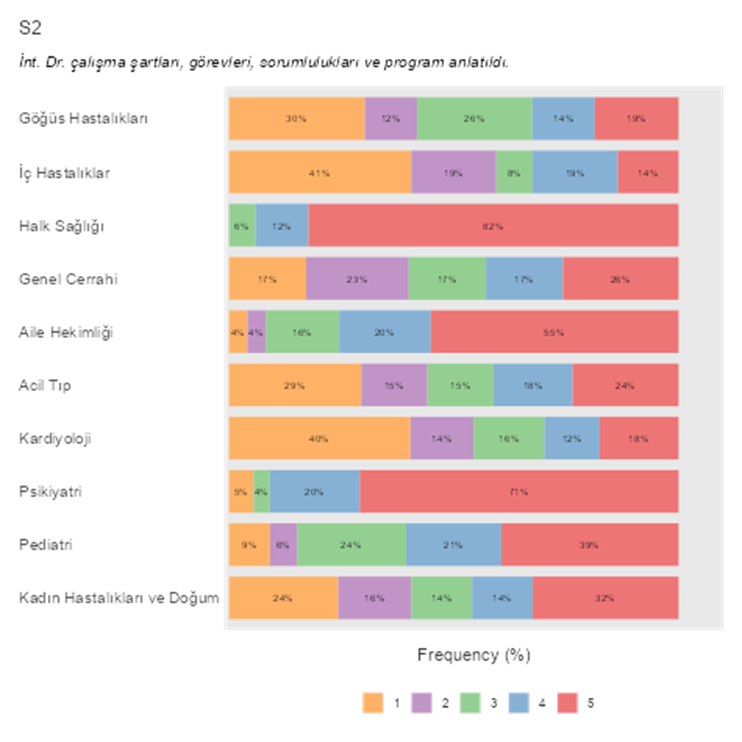 S2
İnt. Dr. çalışma şartları, görevleri, sorumlulukları ve program anlatıldı.
Göğüs Hastalıkları 30% 12% 26% 14% 19%
İç Hastalıklar 41% 19% 8% 19% 14%
Halk Sağlığı 6% 12% 82%
Genel Cerrahi 17% 23% 17% 17% 26%
Aile Hekimliği 4% 4% 16% 20% 55%
Acil Tıp 29% 15% 15% 18% 24%
Kardiyoloji 40% 14% 16% 12% 18%
Psikiyatri 5% 4% 20% 71%
Pediatri 9% 6% 24% 21% 39%
Kadın Hastalıkları ve Doğum 24% 16% 14% 14% 32%
Frequency (%)
1 2 3 4 5